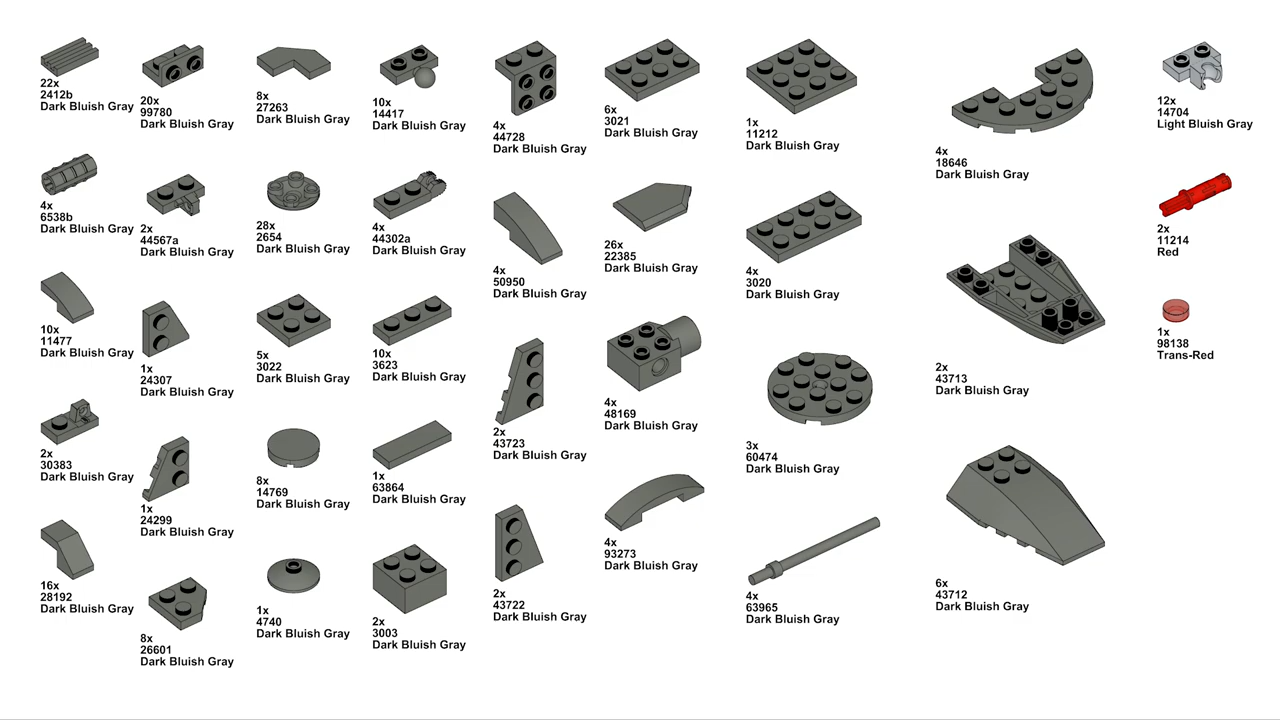 22x
2412b
Dark Bluish Gray
4x
6538b
Dark Bluish Gray
10x
11477
Dark Bluish Gray
2x
30383
Dark Bluish Gray
16x
28192
Dark Bluish Gray
20x
99780
Dark Bluish Gray
2x
44567a
Dark Bluish Gray
1x
24307
Dark Bluish Gray
1x
24299
Dark Bluish Gray
8x
26601
Dark Bluish Gray
8x
27263
Dark Bluish Gray
28x
2654
Dark Bluish Gray
5x
3022
Dark Bluish Gray
8x
14769
Dark Bluish Gray
1x
4740
Dark Bluish Gray
10x
14417
Dark Bluish Gray
4x
44302a
Dark Bluish Gray
10x
3623
Dark Bluish Gray
1x
63864
Dark Bluish Gray
2x
3003
Dark Bluish Gray
4x
44728
Dark Bluish Gray
4x
50950
Dark Bluish Gray
2x
43723
Dark Bluish Gray
2x
43722
Dark Bluish Gray
6x
3021
Dark Bluish Gray
26x
22385
Dark Bluish Gray
4x
48169
Dark Bluish Gray
4x
93273
Dark Bluish Gray
1x
11212
Dark Bluish Gray
4x
3020
Dark Bluish Gray
3x
60474
Dark Bluish Gray
4x
63965
Dark Bluish Gray
4x
18646
Dark Bluish Gray
2x
43713
Dark Bluish Gray
6x
43712
Dark Bluish Gray
12x
14704
Light Bluish Gray
2x
11214
Red
1x
98138
Trans-Red